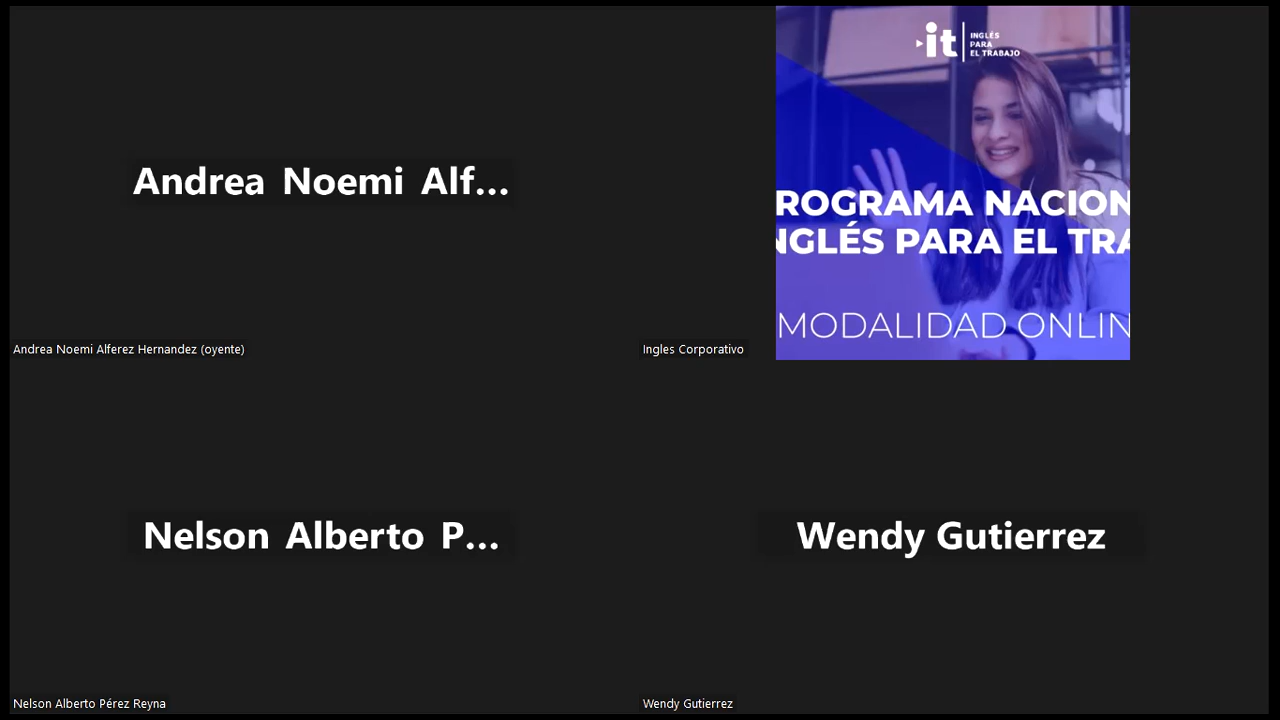 Andrea Noemi Alf...
Andrea Noemi Alferez Hernandez (oyente)
it
INGLÉS
PARA
EL TRABAJO
ROGRAMA NACION
NGLÉS PARA EL TRA
MODALIDAD ONLIN
Ingles Corporativo
Nelson Alberto P...
Nelson Alberto Pérez Reyna
Wendy Gutierrez
Wendy Gutierrez